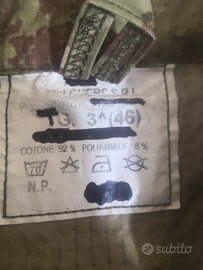 TG. 3^(46)
COTONE 92 % POLIAMMIDE 8 %
70°
N.P.
subito